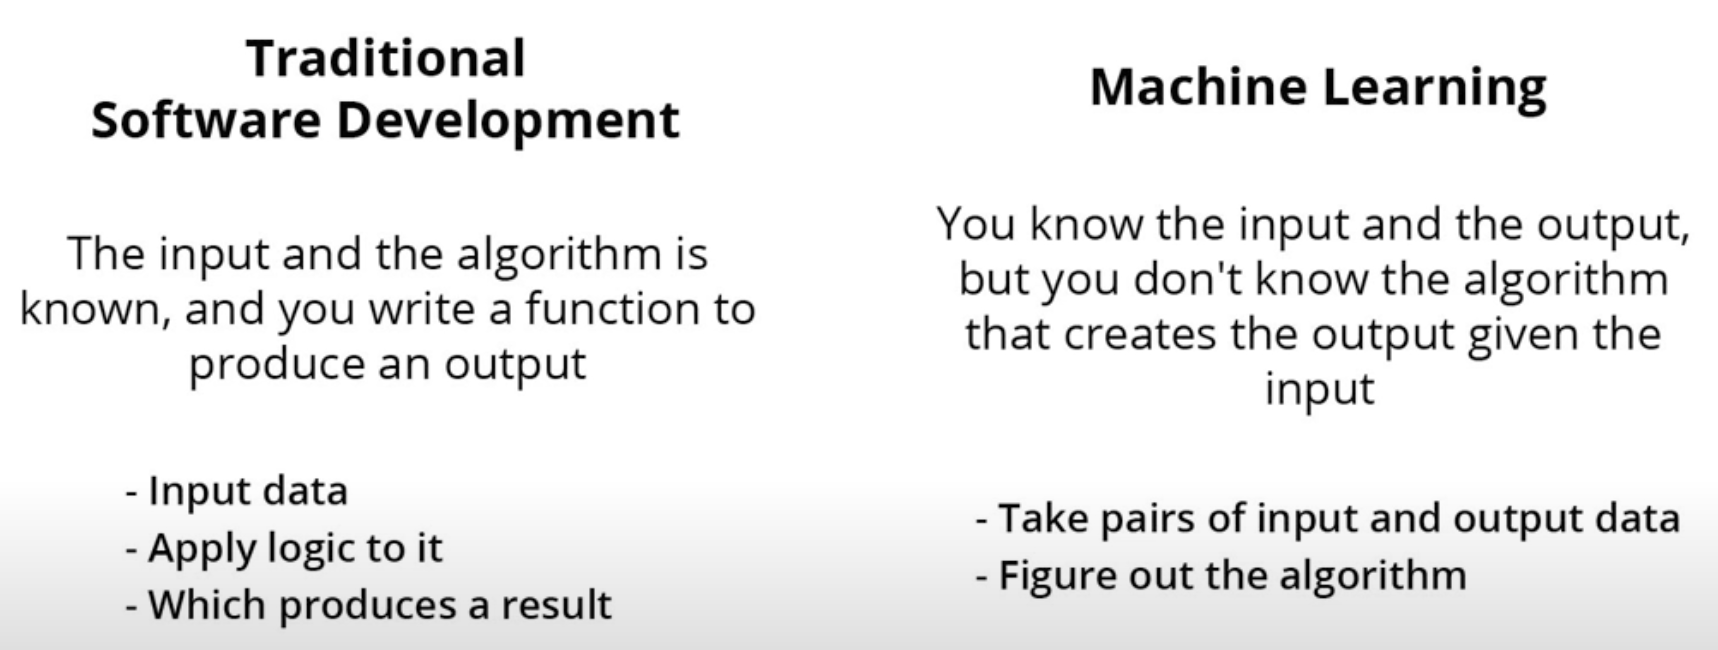 Traditional
Software Development
The input and the algorithm is
known, and you write a function to
produce an output
- Input data
- Apply logic to it
- Which produces a result
Machine Learning
You know the input and the output,
but you don't know the algorithm
that creates the output given the
input
- Take pairs of input and output data
- Figure out the algorithm